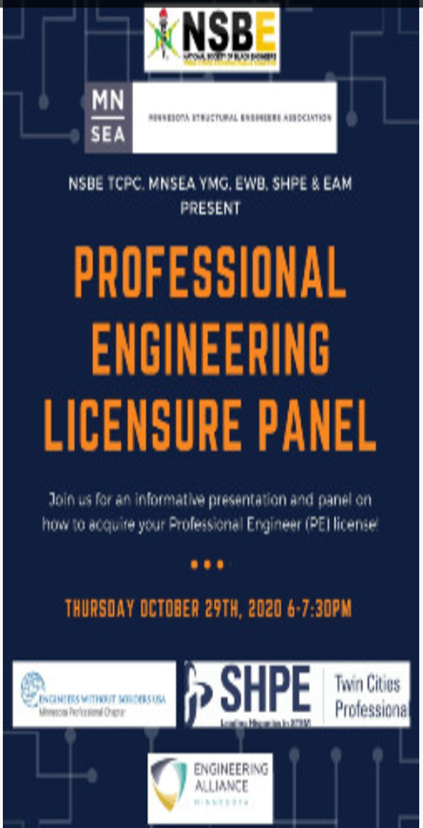 NSBE
NATIONAL SOCIETY OF BLACK ENGINEERS
MN
SEA
MINNESOTA STRUCTURAL ENGINEERS ASSOCIATION
NSBE TCPC, MNSEA YMG, EWB, SHPE & EAM
PRESENT
PROFESSIONAL
ENGINEERING
LICENSURE PANEL
Join us for an informative presentation and panel on
how to acquire your Professional Engineer (PE) license!
THURSDAY OCTOBER 29TH, 2020 6-7:30PM
ENGINEERS WITHOUT BORDERS USA
Minnesota Professional Chapter
SHPE
Leading Hispanics in STEM
Twin Cities
Professional
ENGINEERING
ALLIANCE
MINNESOTA